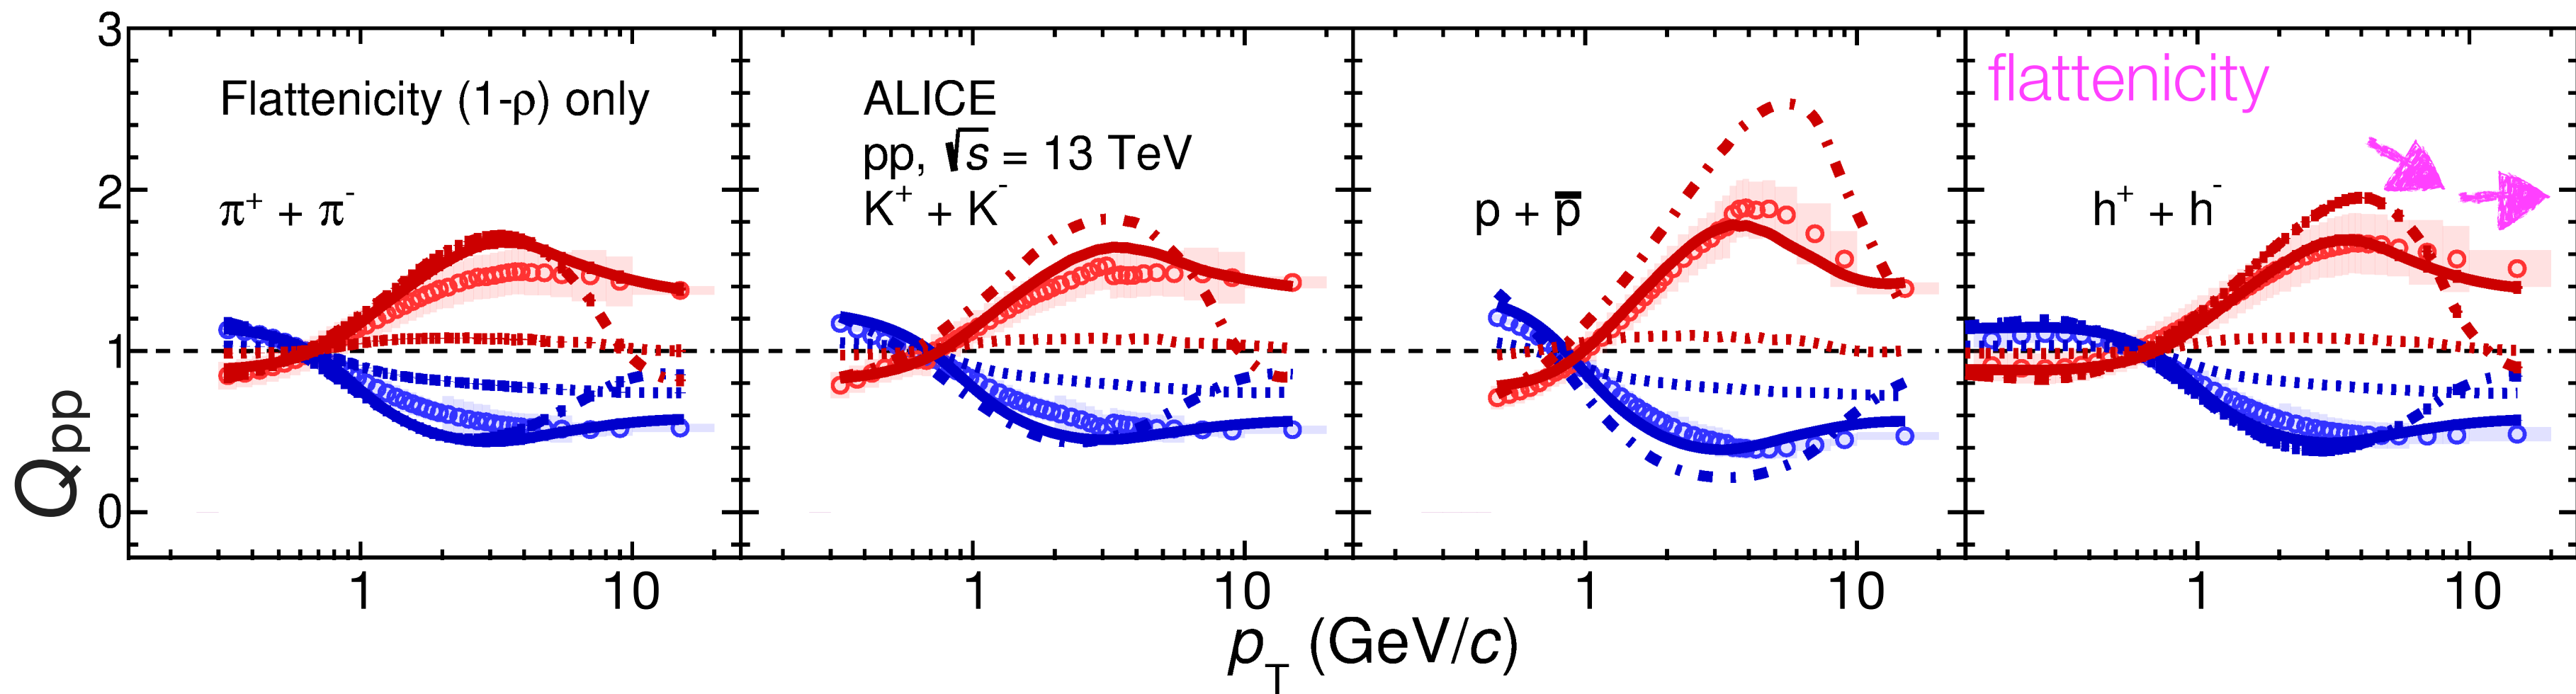 3
2
1
0
Qpp
Flattenicity (1-ρ) only
π⁺ + π⁻
ALICE
pp, √s = 13 TeV
K⁺ + K⁻
p + p̅
flattenicity
h⁺ + h⁻
1 10 1 10 1 10 1 10
p_T (GeV/c)